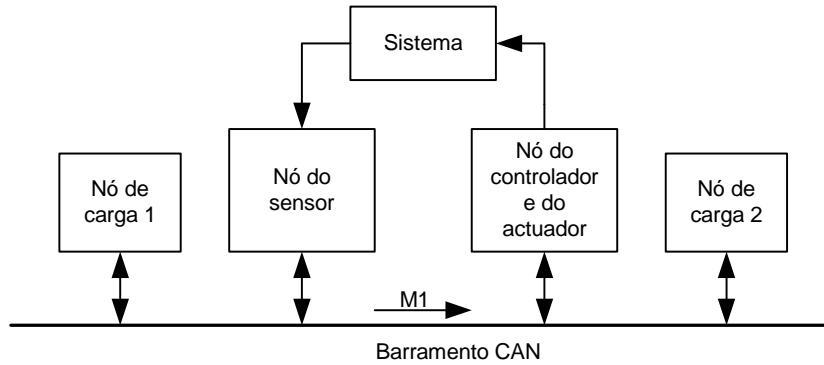 Sistema
Nó de
carga 1
Nó do
sensor
Nó do
controlador
e do
actuador
Nó de
carga 2
M1
Barramento CAN